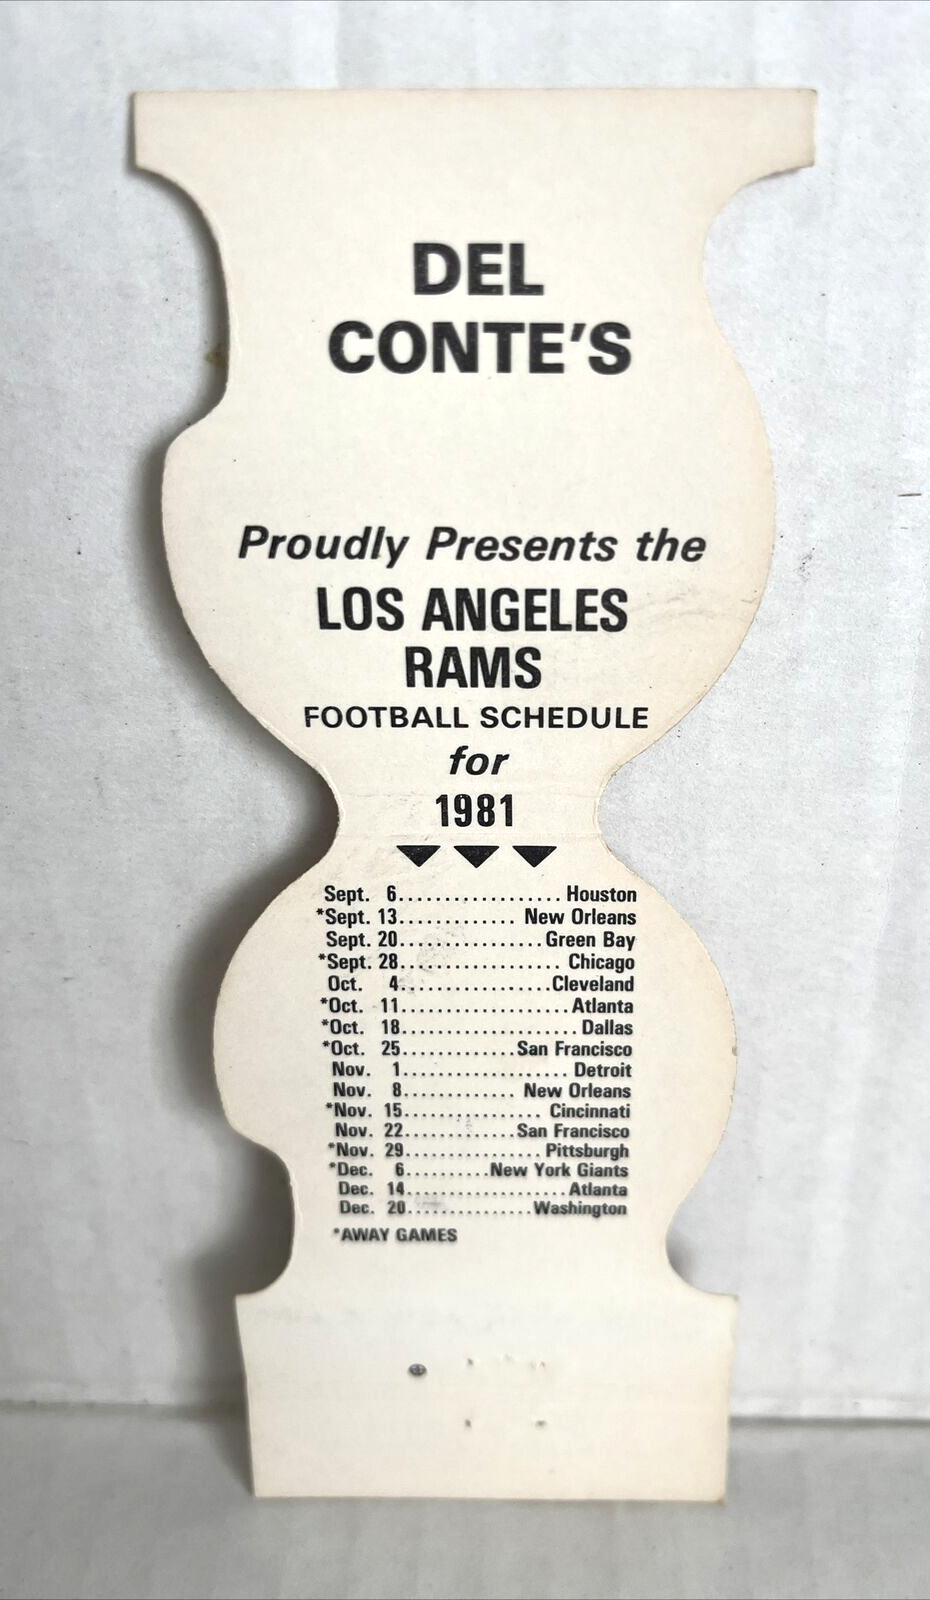 DEL
CONTE'S
Proudly Presents the
LOS ANGELES
RAMS
FOOTBALL SCHEDULE
for
1981
Sept. 6.................. Houston
*Sept. 13............. New Orleans
Sept. 20................Green Bay
*Sept. 28.................. Chicago
Oct. 4.................Cleveland
*Oct. 11...................Atlanta
*Oct. 18.................... Dallas
*Oct. 25.............San Francisco
Nov. 1................... Detroit
Nov. 8............. New Orleans
*Nov. 15................ Cincinnati
Nov. 22.............San Francisco
*Nov. 29................Pittsburgh
*Dec. 6..........New York Giants
Dec. 14...................Atlanta
Dec. 20...............Washington
*AWAY GAMES